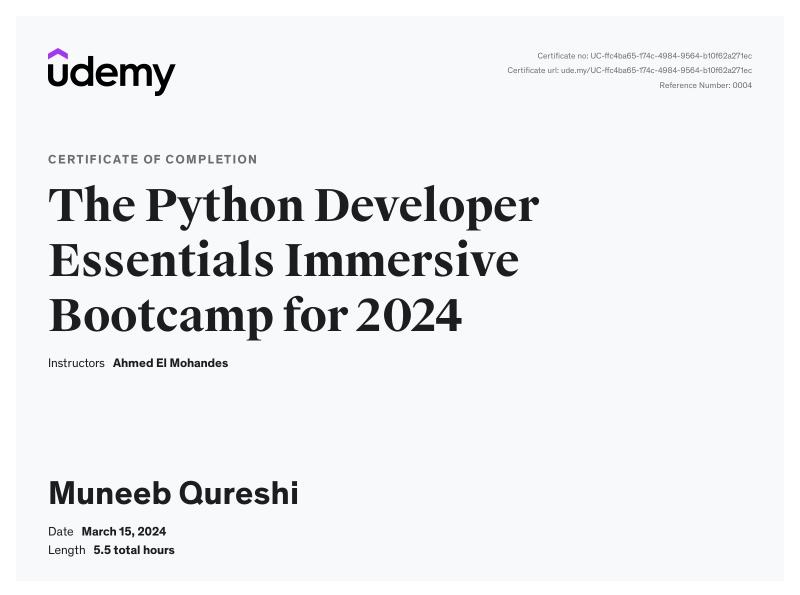 udemy
Certificate no: UC-ffc4ba65-174c-4984-9564-b10f62a271ec
Certificate url: ude.my/UC-ffc4ba65-174c-4984-9564-b10f62a271ec
Reference Number: 0004
CERTIFICATE OF COMPLETION
The Python Developer
Essentials Immersive
Bootcamp for 2024
Instructors Ahmed El Mohandes
Muneeb Qureshi
Date March 15, 2024
Length 5.5 total hours